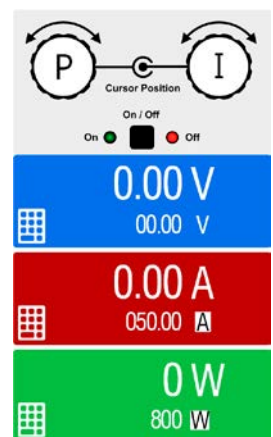 P I
Cursor Position
On / Off
On Off
0.00 V
00.00 V
0.00 A
050.00 A
0 W
800 W